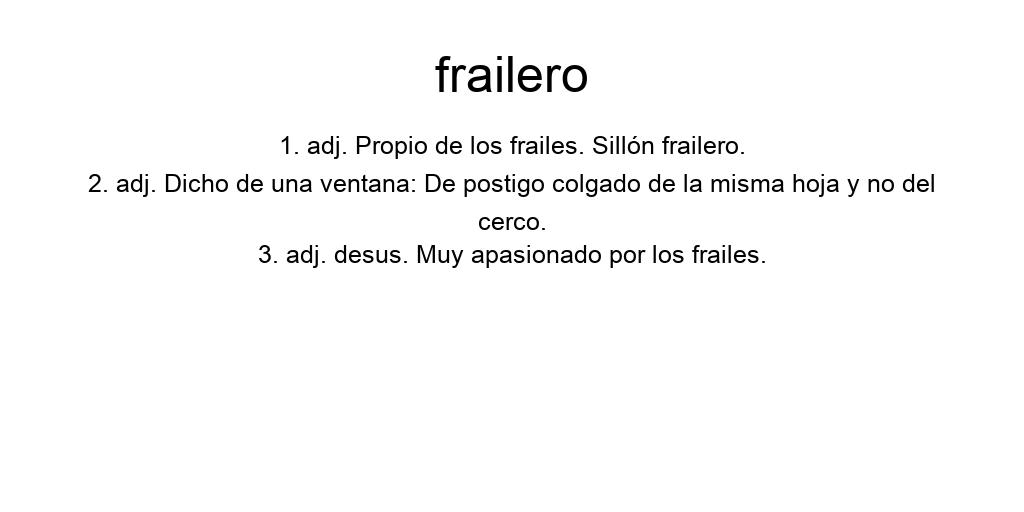 frailero
1. adj. Propio de los frailes. Sillón frailero.
2. adj. Dicho de una ventana: De postigo colgado de la misma hoja y no del
cerco.
3. adj. desus. Muy apasionado por los frailes.